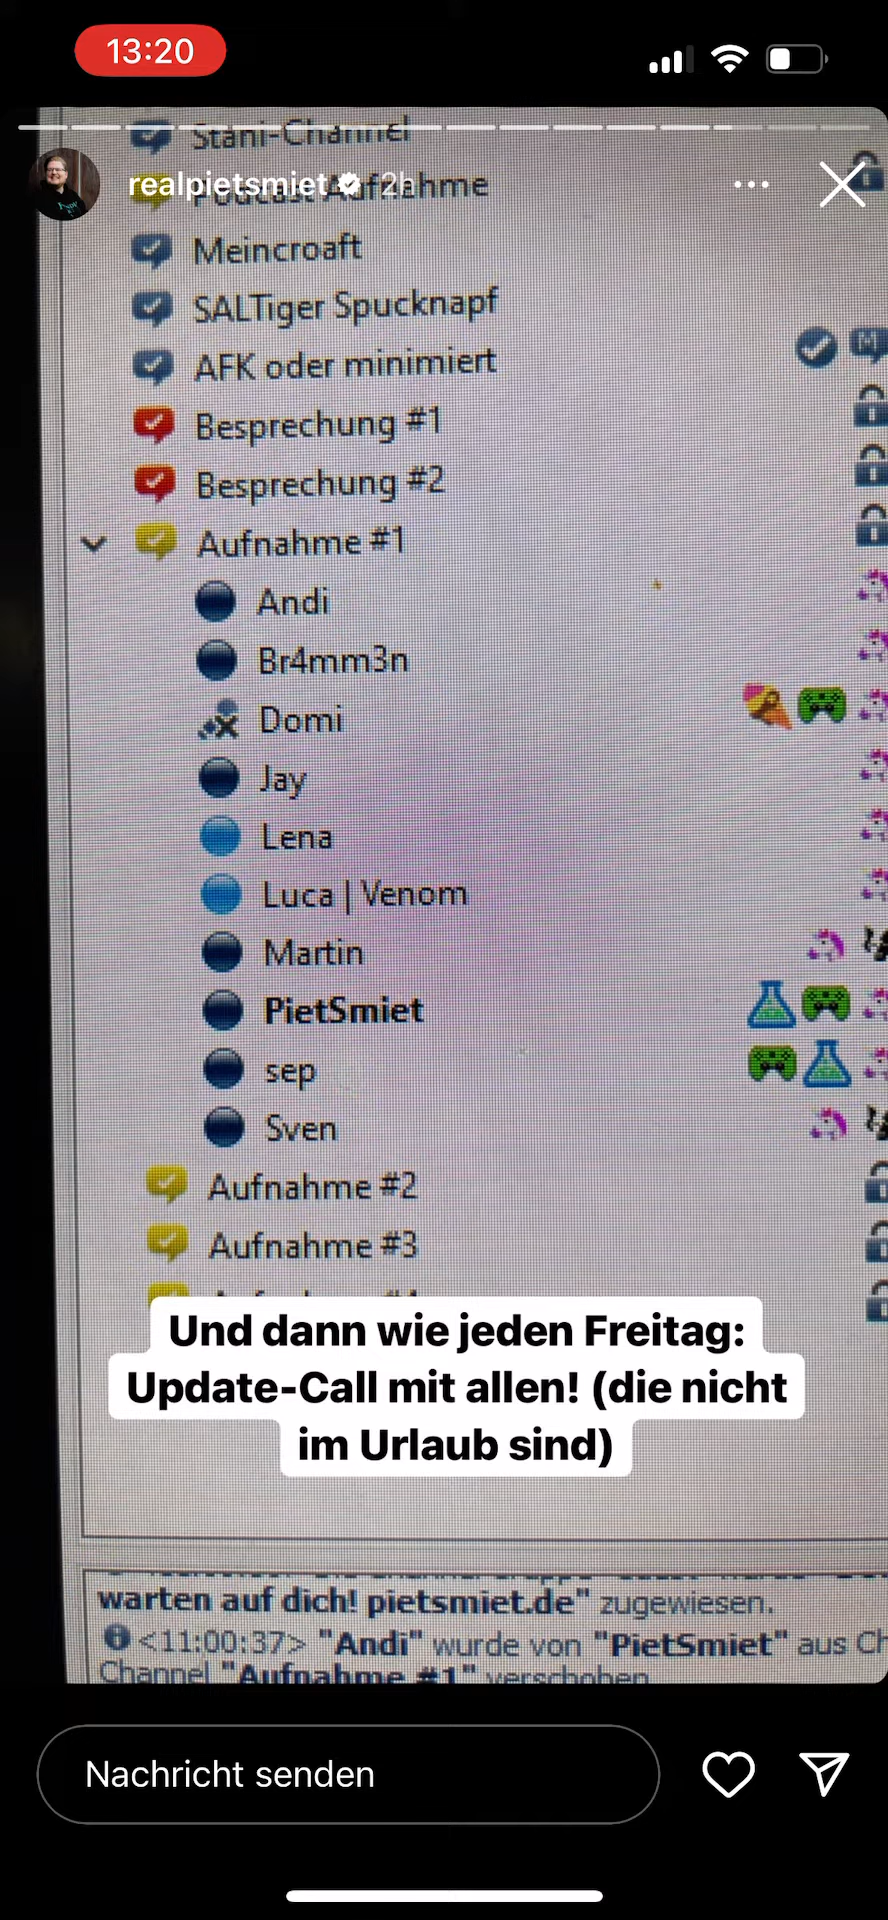 13:20
Stani-Channel
realpietsmiet 2h
Podcast Aufnahme
Meincroaft
SALTiger Spucknapf
AFK oder minimiert
Besprechung #1
Besprechung #2
Aufnahme #1
Andi
Br4mm3n
Domi
Jay
Lena
Luca | Venom
Martin
PietSmiet
sep
Sven
Aufnahme #2
Aufnahme #3
Und dann wie jeden Freitag:
Update-Call mit allen! (die nicht
im Urlaub sind)
warten auf dich! pietsmiet.de" zugewiesen.
<11:00:37> "Andi" wurde von "PietSmiet" aus Ch
Channel "Aufnahme #1" verschoben
Nachricht senden